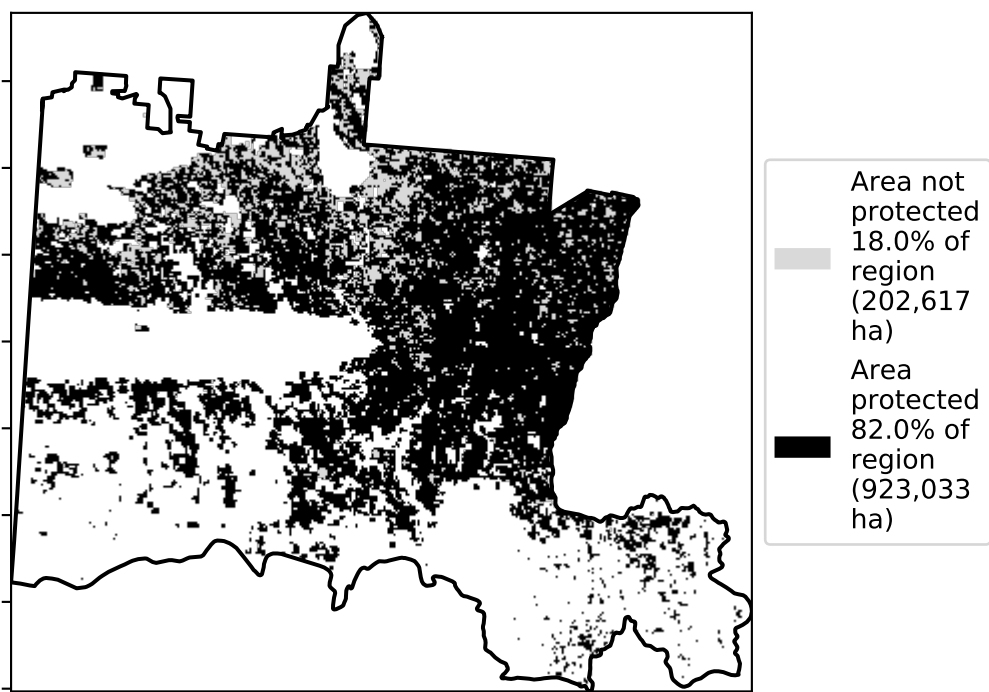 Area not
protected
18.0% of
region
(202,617
ha)
Area
protected
82.0% of
region
(923,033
ha)